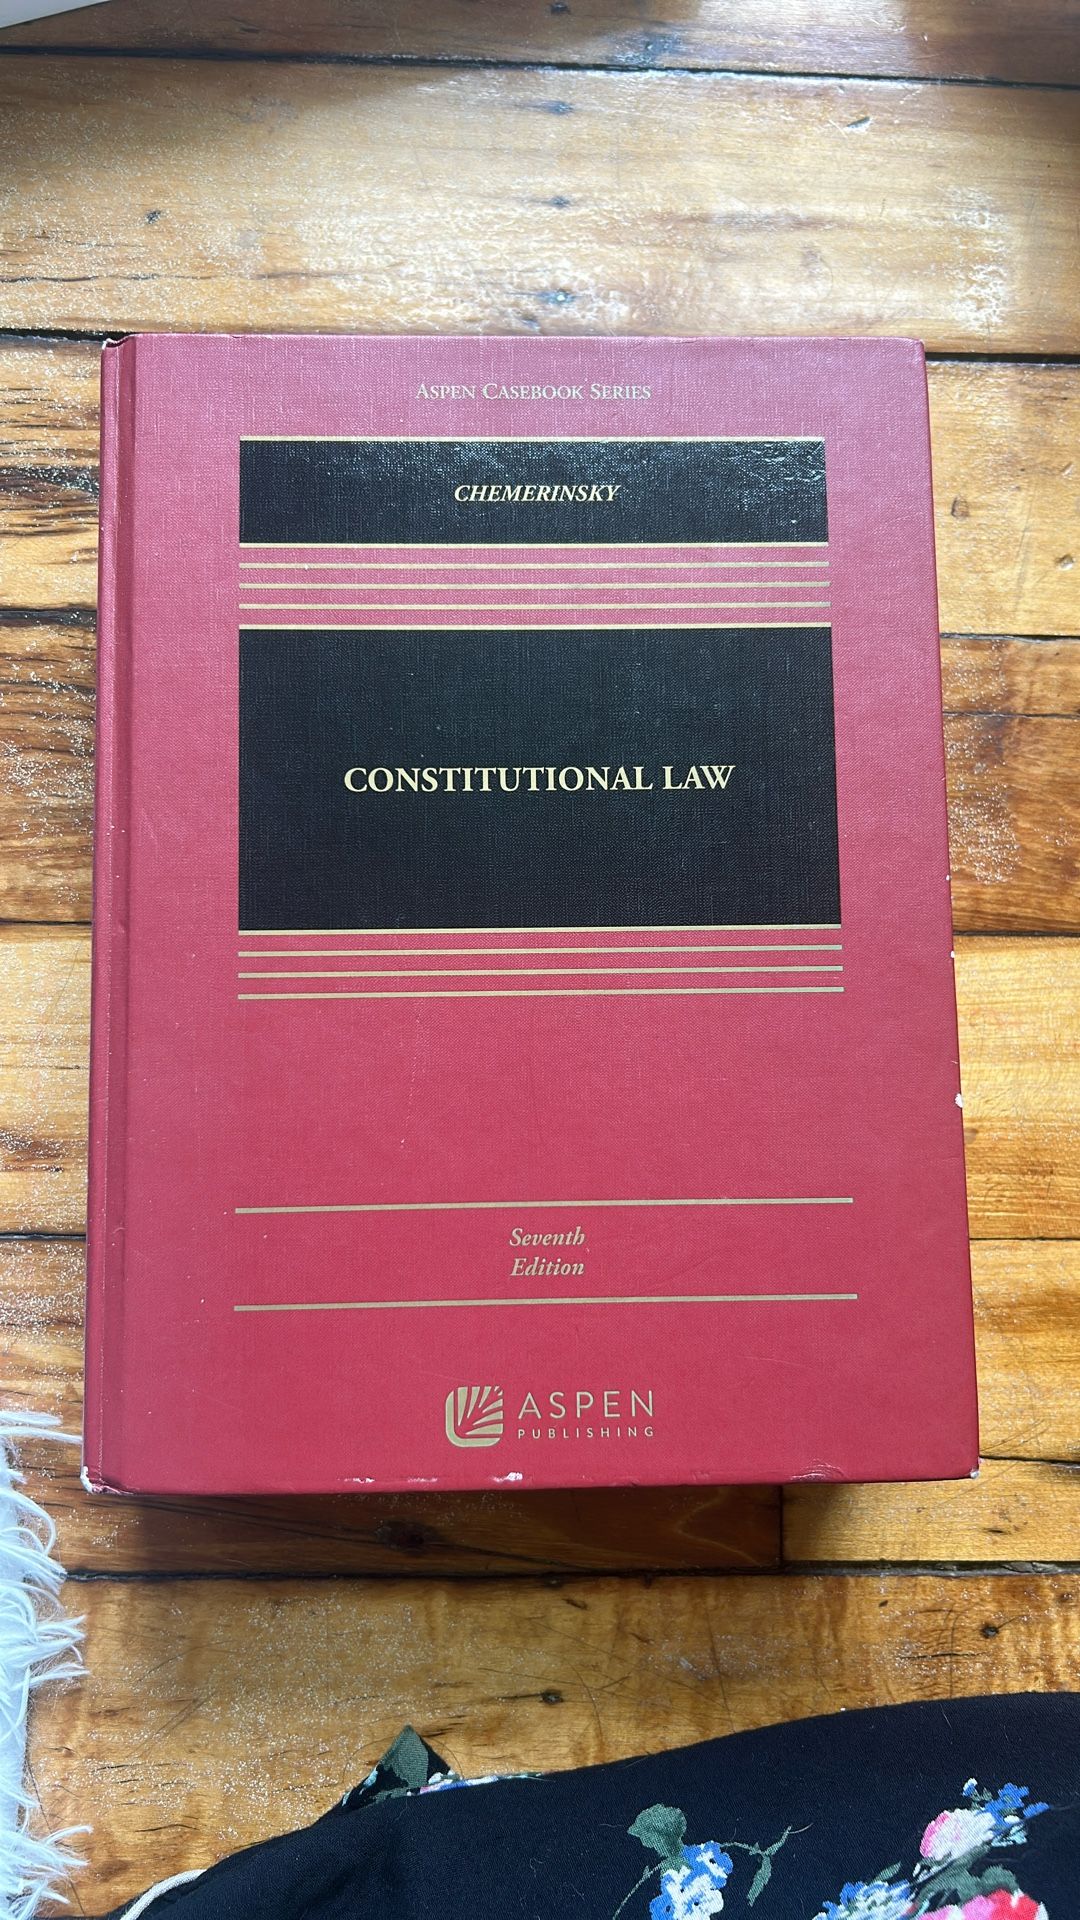 ASPEN CASEBOOK SERIES
CHEMERINSKY
CONSTITUTIONAL LAW
Seventh
Edition
ASPEN
PUBLISHING